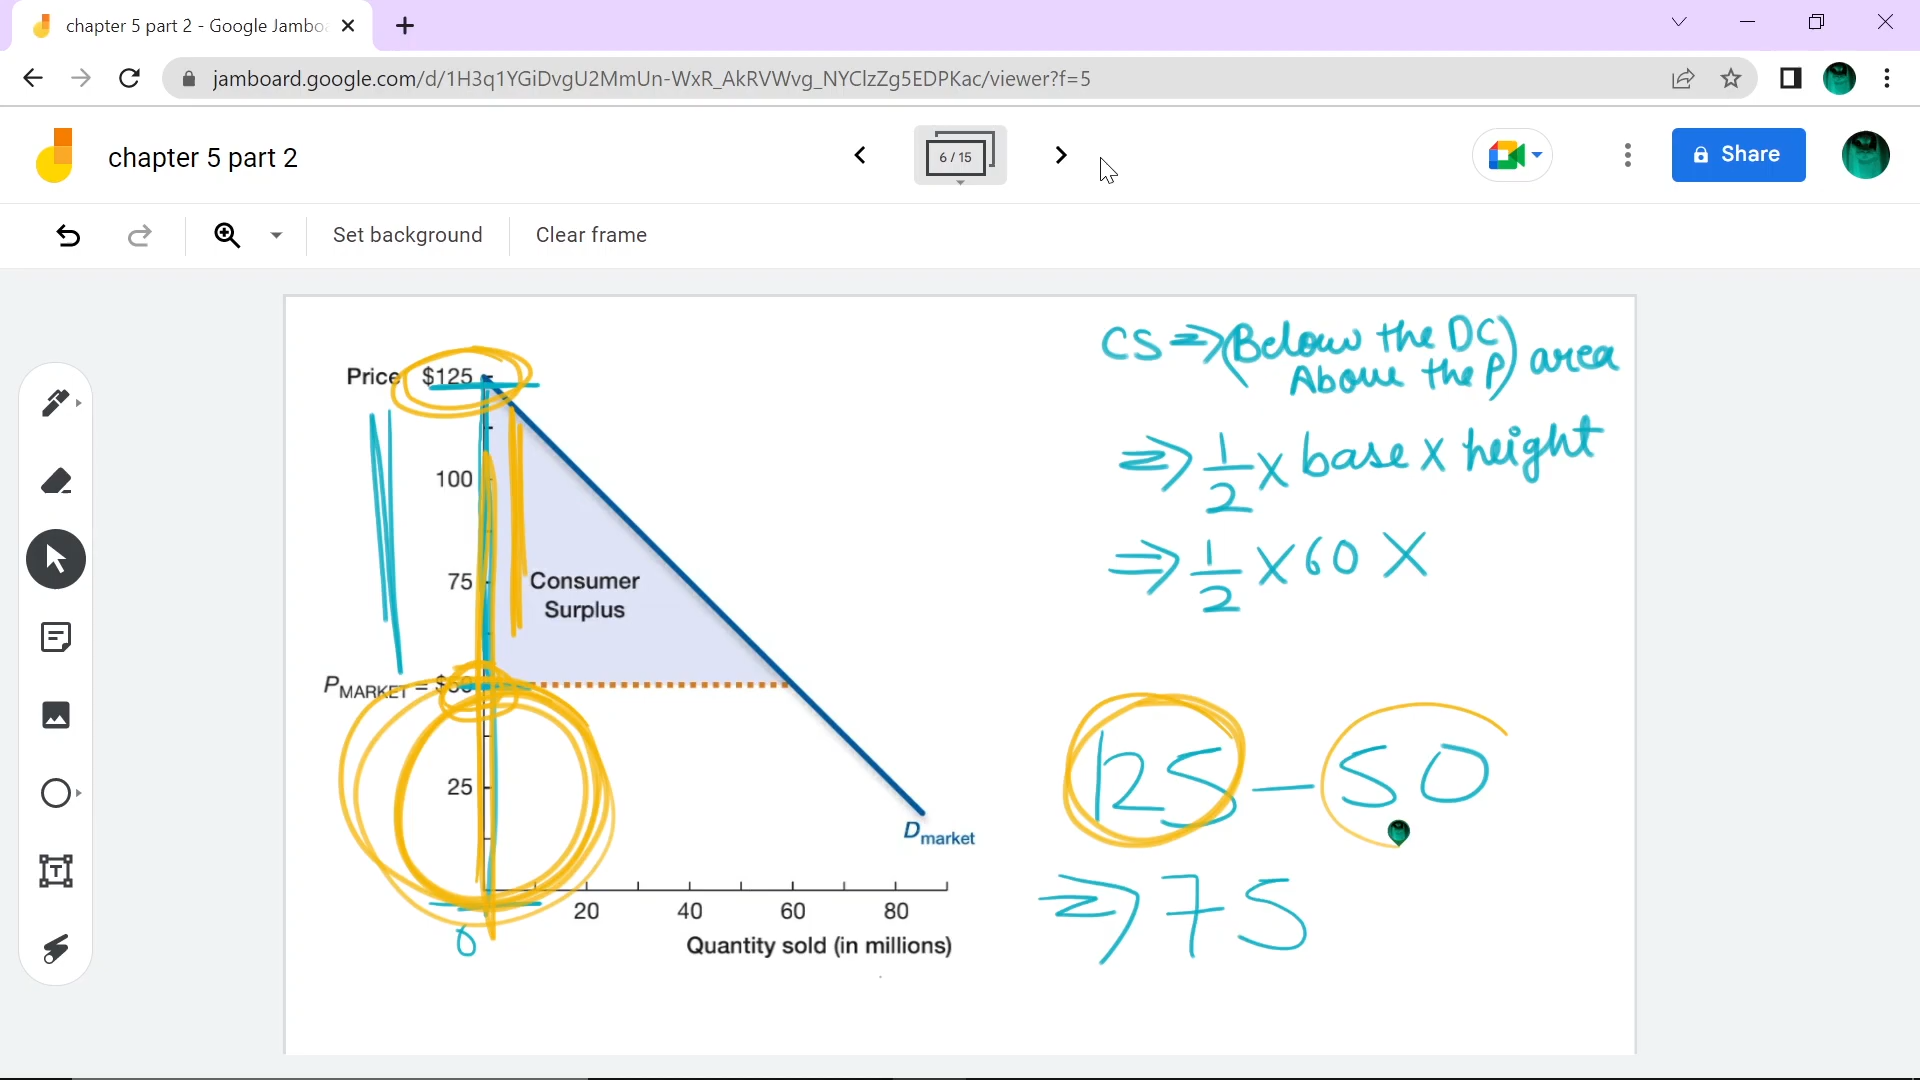 chapter 5 part 2 - Google Jambo
jamboard.google.com/d/1H3q1YGiDvgU2MmUn-WxR_AkRVWvg_NYClzZg5EDPKac/viewer?f=5
chapter 5 part 2
6 / 15
Share
Set background
Clear frame
CS ⇒ (Below the DC
Above the P) area
⇒ 1/2 × base × height
⇒ 1/2 × 60 ×
Price $125
100
75
Consumer
Surplus
PMARKET = $50
25
Dmarket
20 40 60 80
0
Quantity sold (in millions)
125 - 50
⇒ 75